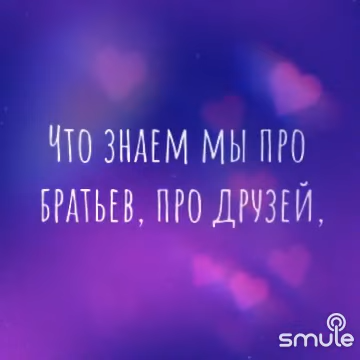 Что знаем мы про
братьев, про друзей,
smule